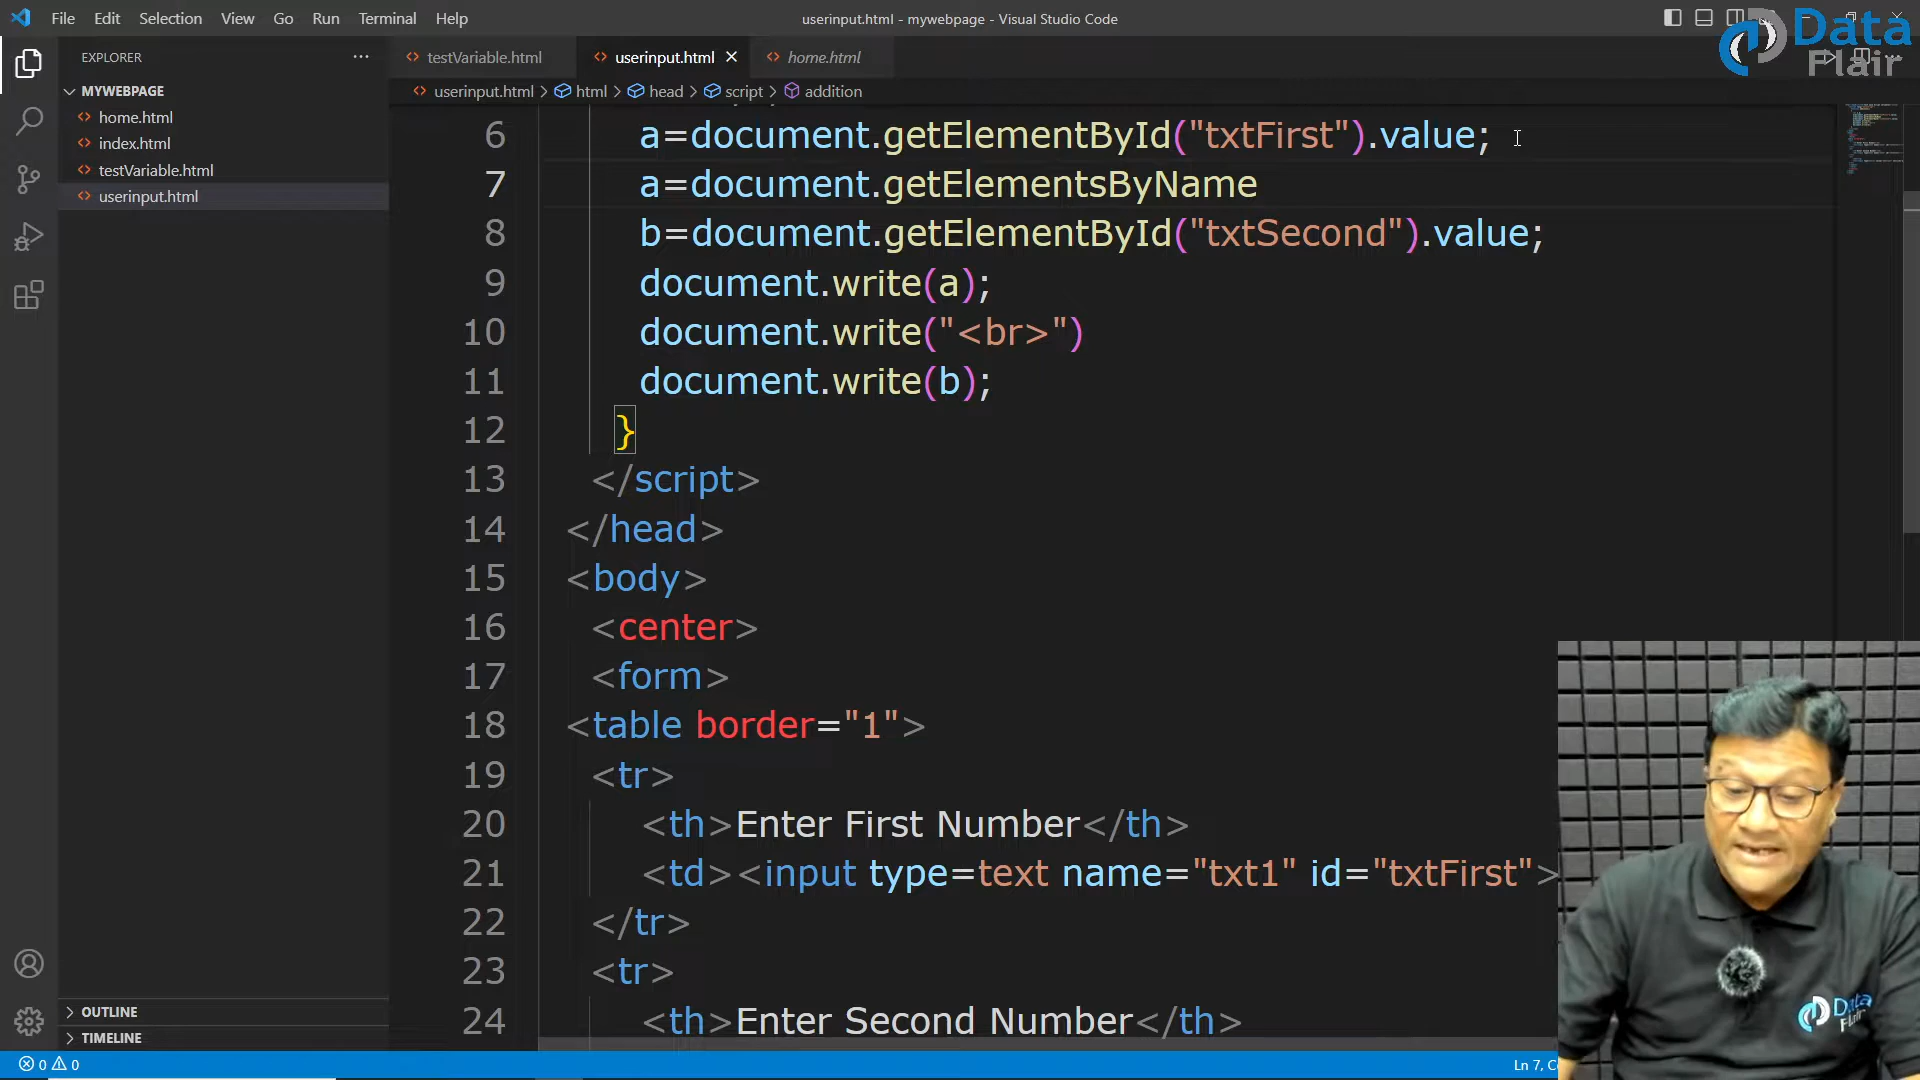 File Edit Selection View Go Run Terminal Help
userinput.html - mywebpage - Visual Studio Code
Data
Flair
EXPLORER
testVariable.html
userinput.html
home.html
MYWEBPAGE
userinput.html > html > head > script > addition
home.html
index.html
testVariable.html
userinput.html
6 a=document.getElementById("txtFirst").value;
7 a=document.getElementsByName
8 b=document.getElementById("txtSecond").value;
9 document.write(a);
10 document.write("<br>")
11 document.write(b);
12 }
13 </script>
14 </head>
15 <body>
16 <center>
17 <form>
18 <table border="1">
19 <tr>
20 <th>Enter First Number</th>
21 <td><input type=text name="txt1" id="txtFirst">
22 </tr>
23 <tr>
24 <th>Enter Second Number</th>
Data
Flair
OUTLINE
TIMELINE
0 0
Ln 7,